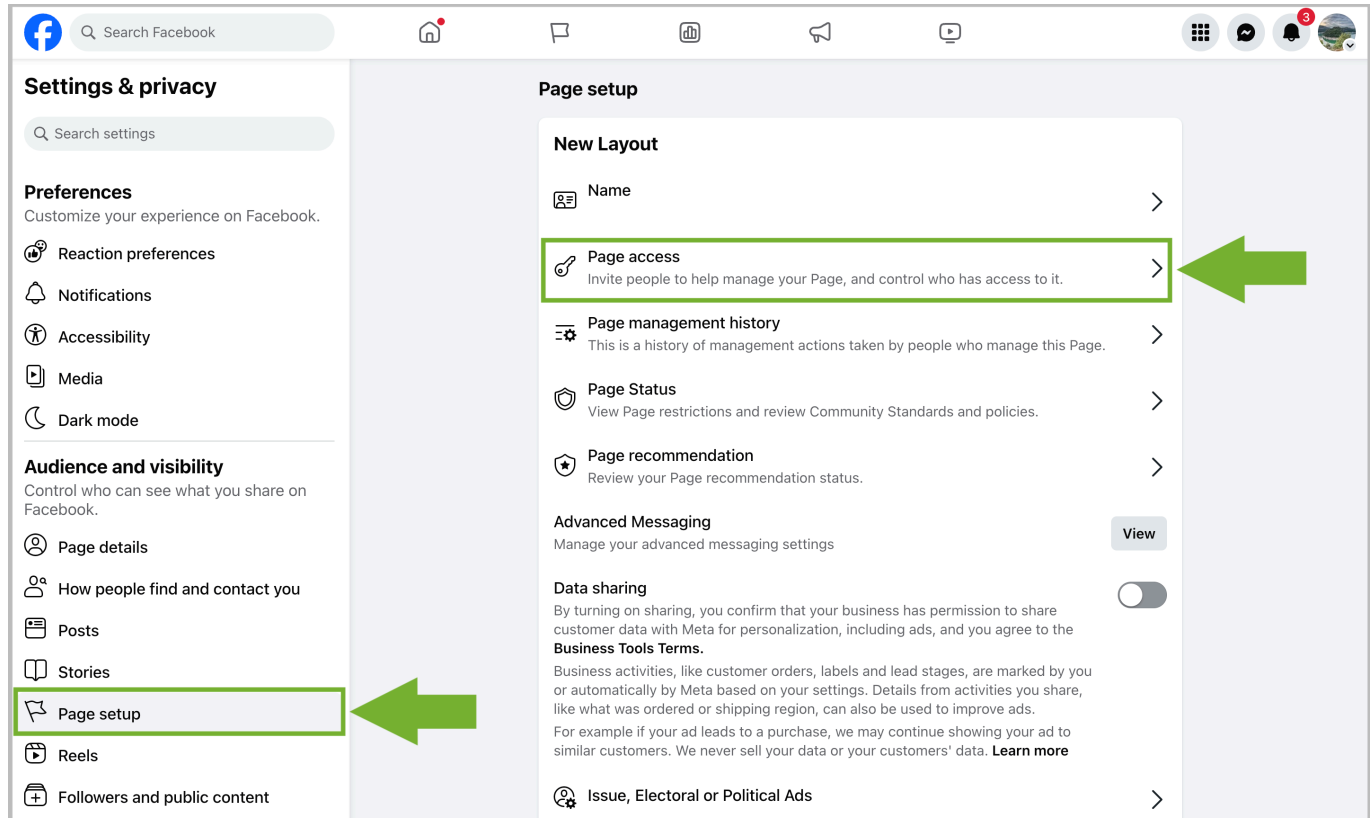 Search Facebook
3
Settings & privacy
Search settings
Preferences
Customize your experience on Facebook.
Reaction preferences
Notifications
Accessibility
Media
Dark mode
Audience and visibility
Control who can see what you share on
Facebook.
Page details
How people find and contact you
Posts
Stories
Page setup
Reels
Followers and public content
Page setup
New Layout
Name
Page access
Invite people to help manage your Page, and control who has access to it.
Page management history
This is a history of management actions taken by people who manage this Page.
Page Status
View Page restrictions and review Community Standards and policies.
Page recommendation
Review your Page recommendation status.
Advanced Messaging
Manage your advanced messaging settings
View
Data sharing
By turning on sharing, you confirm that your business has permission to share
customer data with Meta for personalization, including ads, and you agree to the
Business Tools Terms.
Business activities, like customer orders, labels and lead stages, are marked by you
or automatically by Meta based on your settings. Details from activities you share,
like what was ordered or shipping region, can also be used to improve ads.
For example if your ad leads to a purchase, we may continue showing your ad to
similar customers. We never sell your data or your customers' data. Learn more
Issue, Electoral or Political Ads